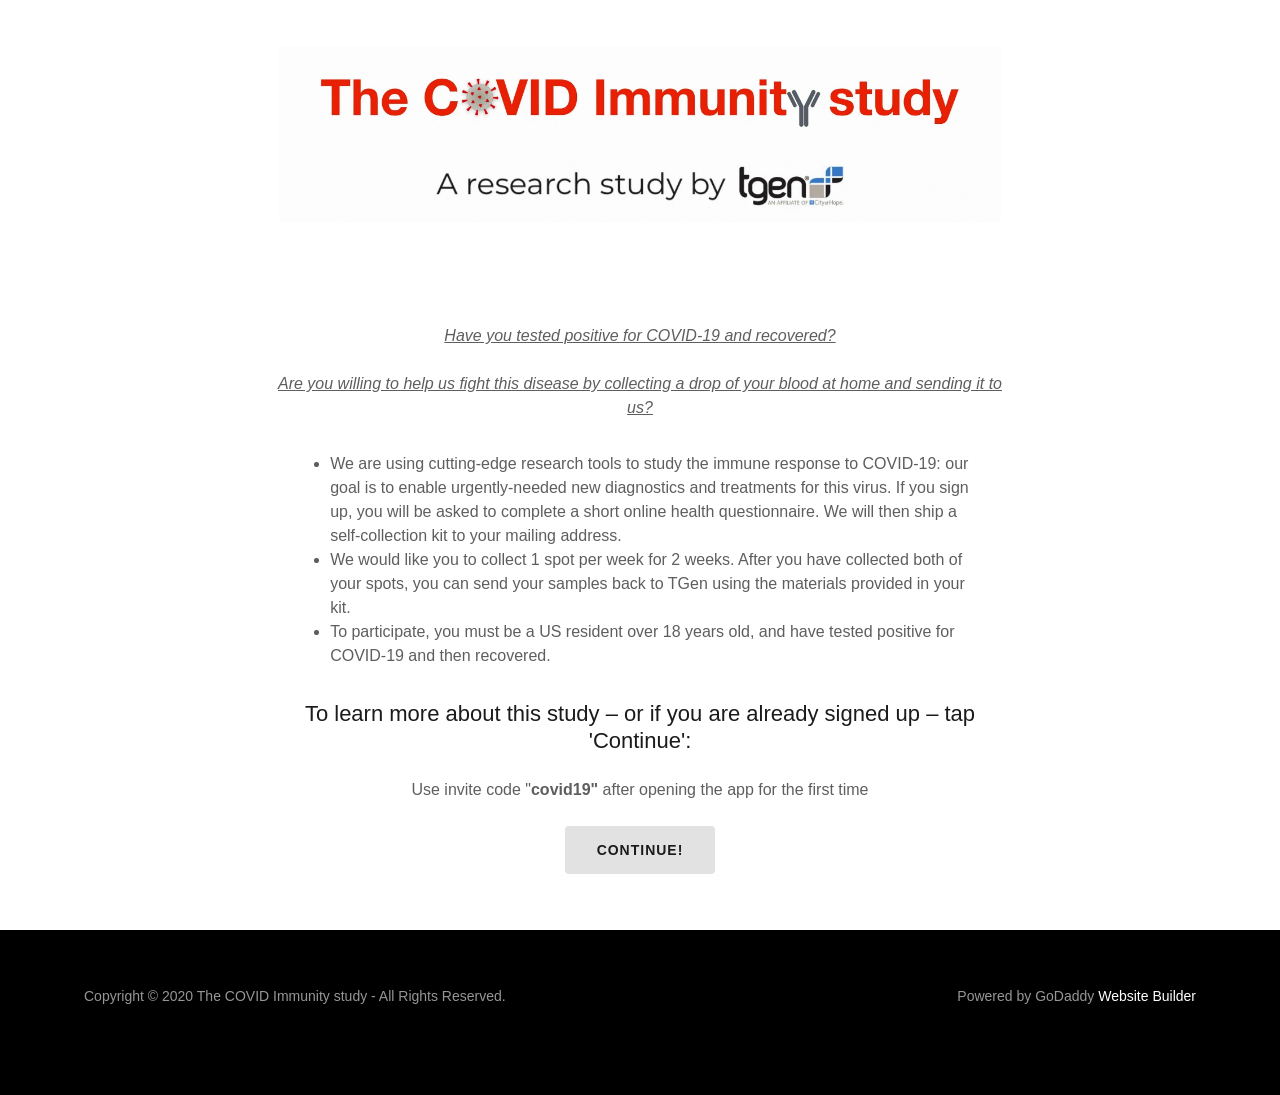 The COVID Immunity study
A research study by tgen
AN AFFILIATE OF CityofHope.
Have you tested positive for COVID-19 and recovered?
Are you willing to help us fight this disease by collecting a drop of your blood at home and sending it to
us?
• We are using cutting-edge research tools to study the immune response to COVID-19: our
goal is to enable urgently-needed new diagnostics and treatments for this virus. If you sign
up, you will be asked to complete a short online health questionnaire. We will then ship a
self-collection kit to your mailing address.
• We would like you to collect 1 spot per week for 2 weeks. After you have collected both of
your spots, you can send your samples back to TGen using the materials provided in your
kit.
• To participate, you must be a US resident over 18 years old, and have tested positive for
COVID-19 and then recovered.
To learn more about this study – or if you are already signed up – tap
'Continue':
Use invite code "covid19" after opening the app for the first time
CONTINUE!
Copyright © 2020 The COVID Immunity study - All Rights Reserved.
Powered by GoDaddy Website Builder